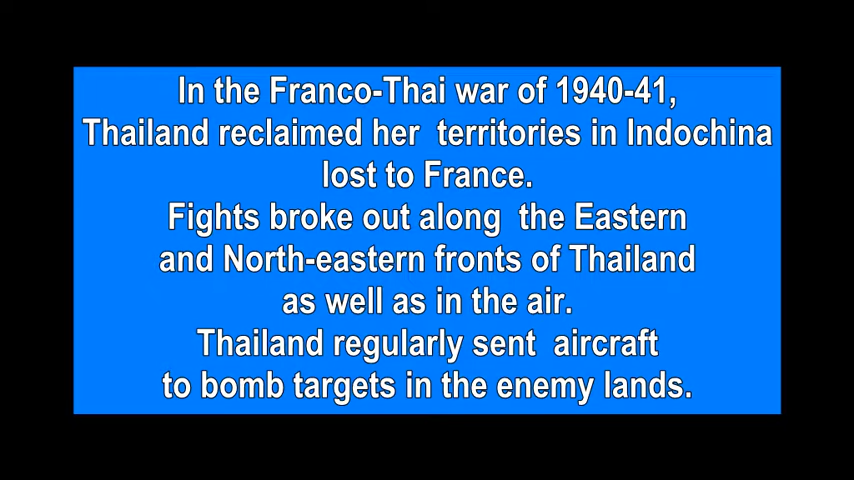 In the Franco-Thai war of 1940-41,
Thailand reclaimed her  territories in Indochina
lost to France.
Fights broke out along  the Eastern
and North-eastern fronts of Thailand
as well as in the air.
Thailand regularly sent  aircraft
to bomb targets in the enemy lands.